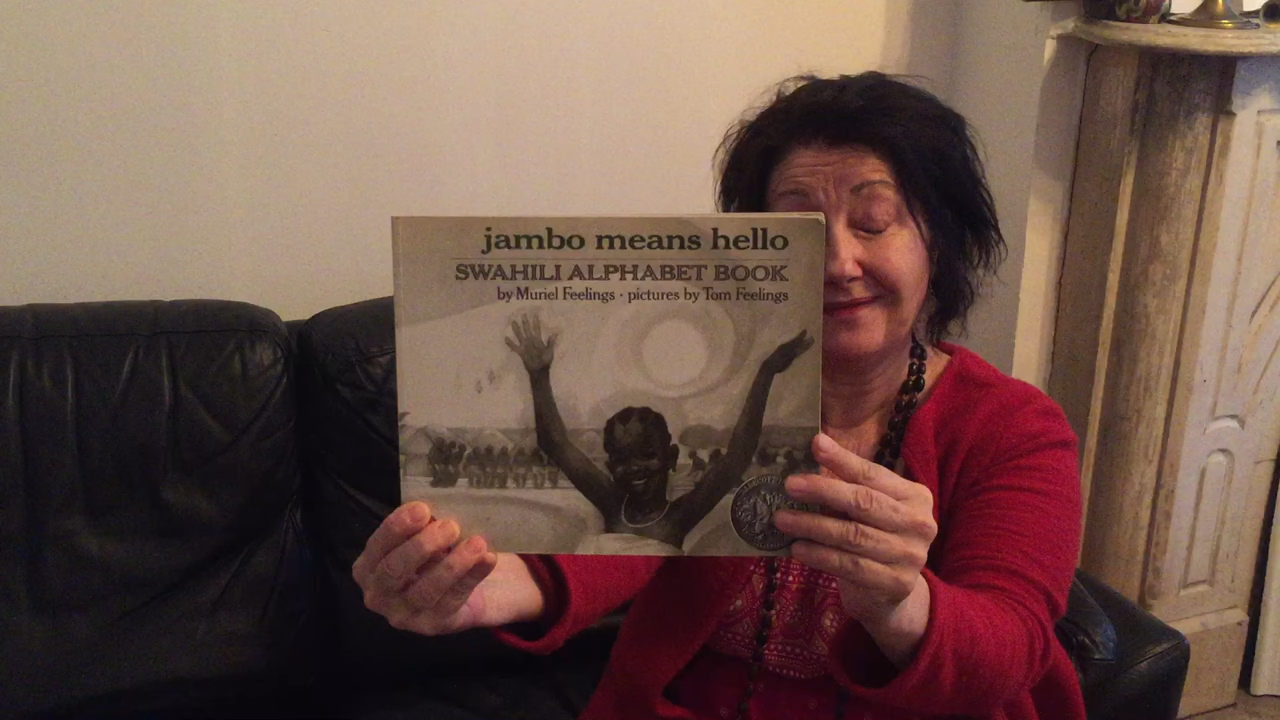 jambo means hello
SWAHILI ALPHABET BOOK
by Muriel Feelings · pictures by Tom Feelings